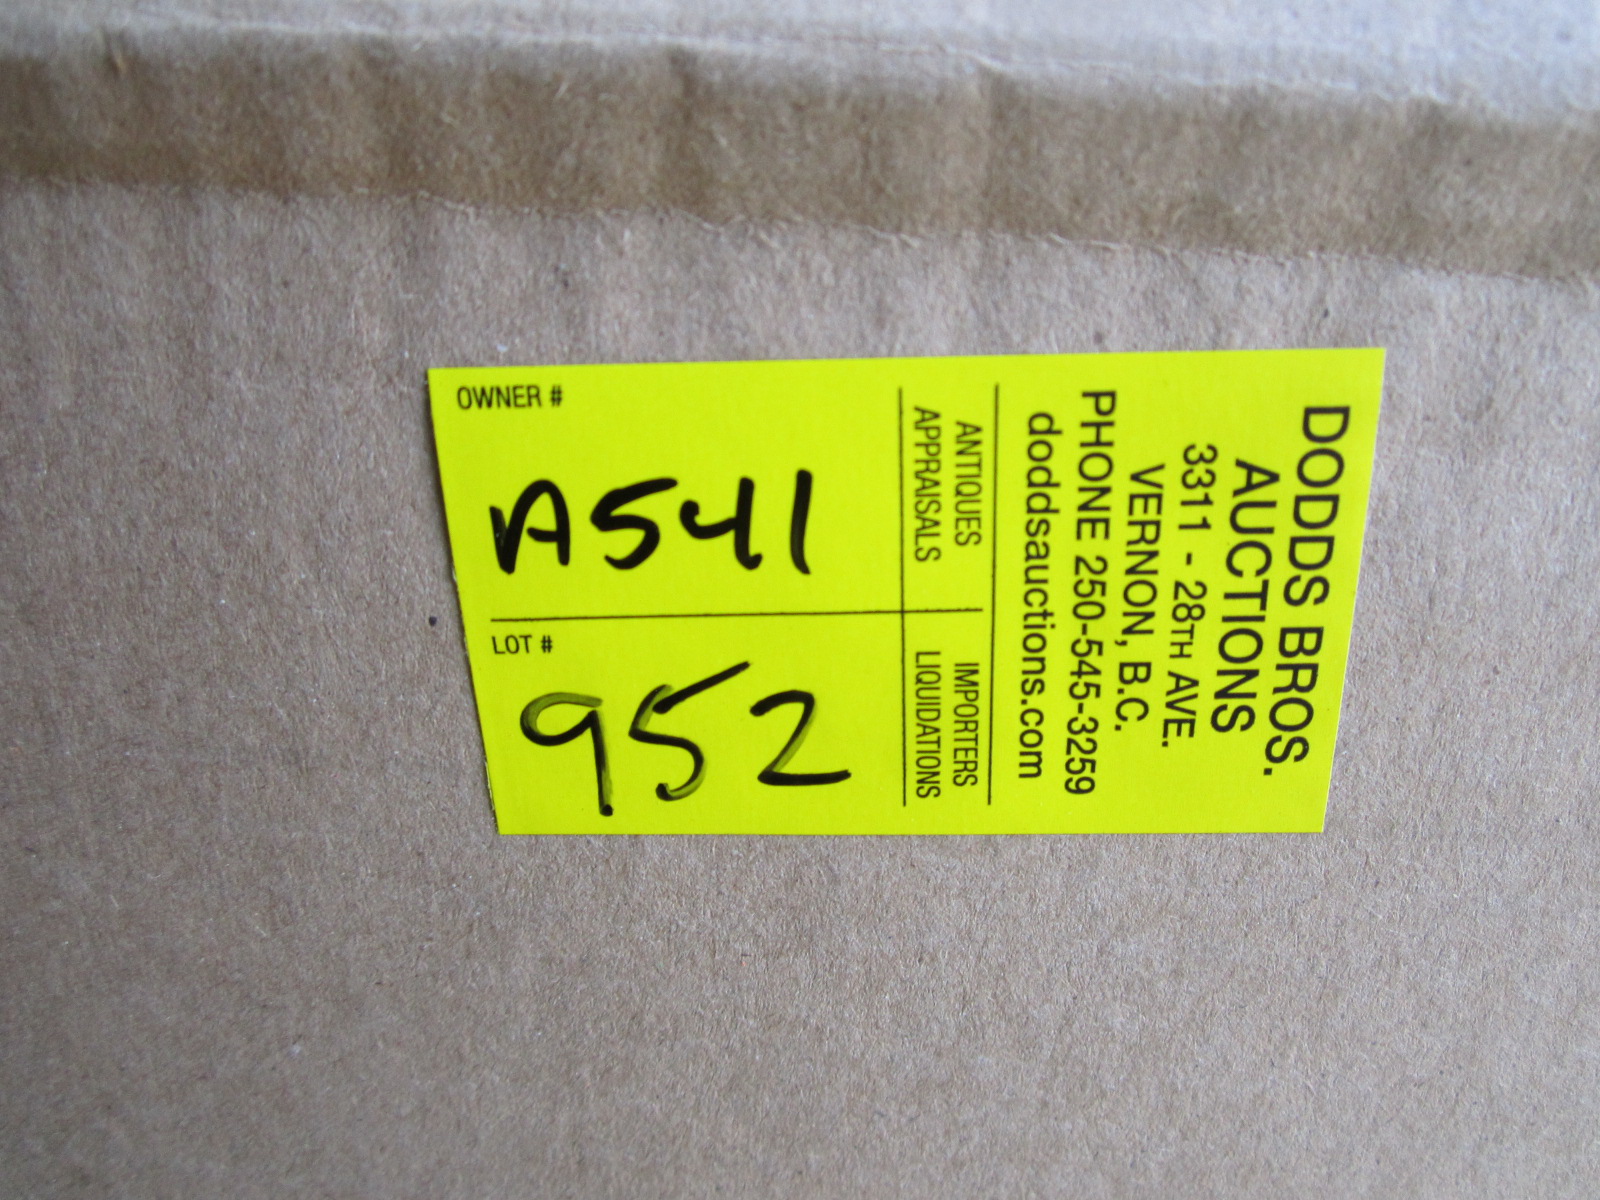 OWNER #
A541
LOT #
952
ANTIQUES
APPRAISALS
IMPORTERS
LIQUIDATIONS
DODDS BROS.
AUCTIONS
3311 - 28TH AVE.
VERNON, B.C.
PHONE 250-545-3259
doddsauctions.com